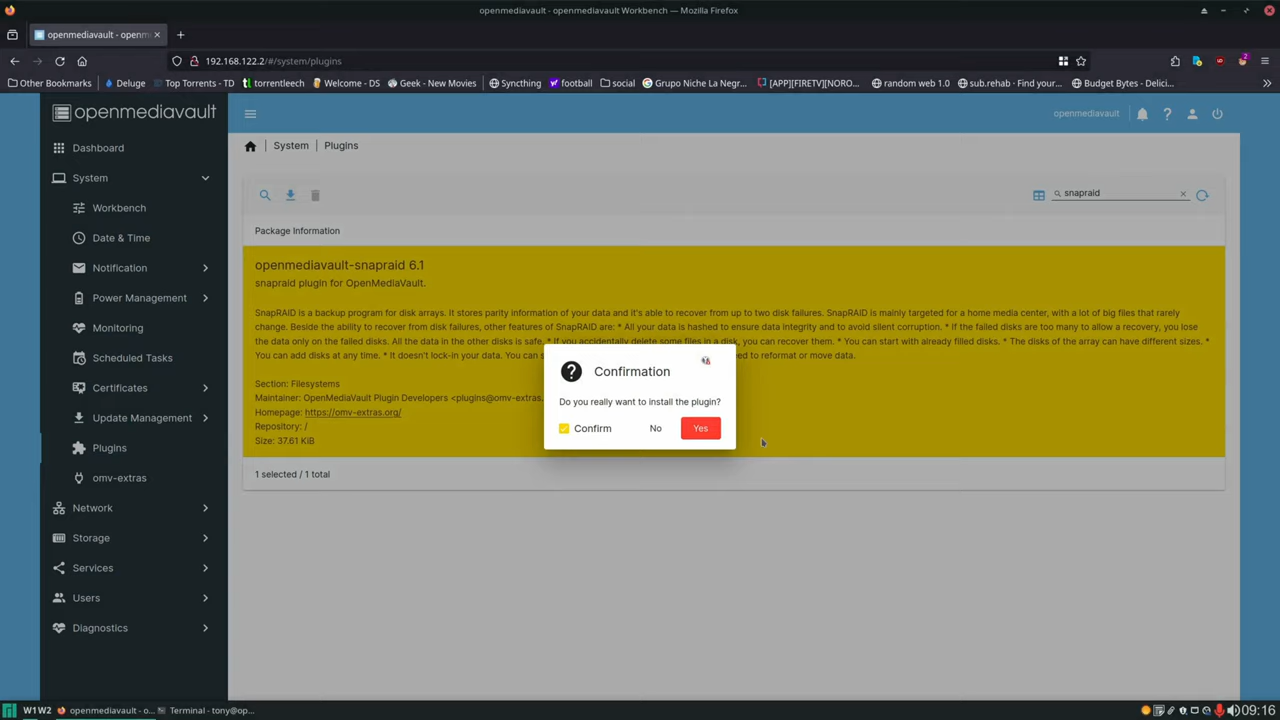 openmediavault - openmediavault Workbench — Mozilla Firefox
openmediavault - openm
192.168.122.2/#/system/plugins
Other Bookmarks
Deluge
Top Torrents - TD
torrentleech
Welcome - DS
Geek - New Movies
Syncthing
football
social
Grupo Niche La Negr...
[APP][FIRETV][NORO...
random web 1.0
sub.rehab - Find your...
Budget Bytes - Delici...
openmediavault
openmediavault
Dashboard
System
Workbench
Date & Time
Notification
Power Management
Monitoring
Scheduled Tasks
Certificates
Update Management
Plugins
omv-extras
Network
Storage
Services
Users
Diagnostics
System | Plugins
snapraid
Package Information
openmediavault-snapraid 6.1
snapraid plugin for OpenMediaVault.
SnapRAID is a backup program for disk arrays. It stores parity information of your data and it's able to recover from up to two disk failures. SnapRAID is mainly targeted for a home media center, with a lot of big files that rarely
change. Beside the ability to recover from disk failures, other features of SnapRAID are: * All your data is hashed to ensure data integrity and to avoid silent corruption. * If the failed disks are too many to allow a recovery, you lose
the data only on the failed disks. All the data in the other disks is safe. * If you accidentally delete some files in a disk, you can recover them. * You can start with already filled disks. * The disks of the array can have different sizes. *
You can add disks at any time. * It doesn't lock-in your data. You can s to reformat or move data.
Section: Filesystems
Maintainer: OpenMediaVault Plugin Developers <plugins@omv-extras.
Homepage: https://omv-extras.org/
Repository: /
Size: 37.61 KiB
1 selected / 1 total
Confirmation
Do you really want to install the plugin?
Confirm
No
Yes
W1W2
openmediavault - o...
Terminal - tony@op...
09:16